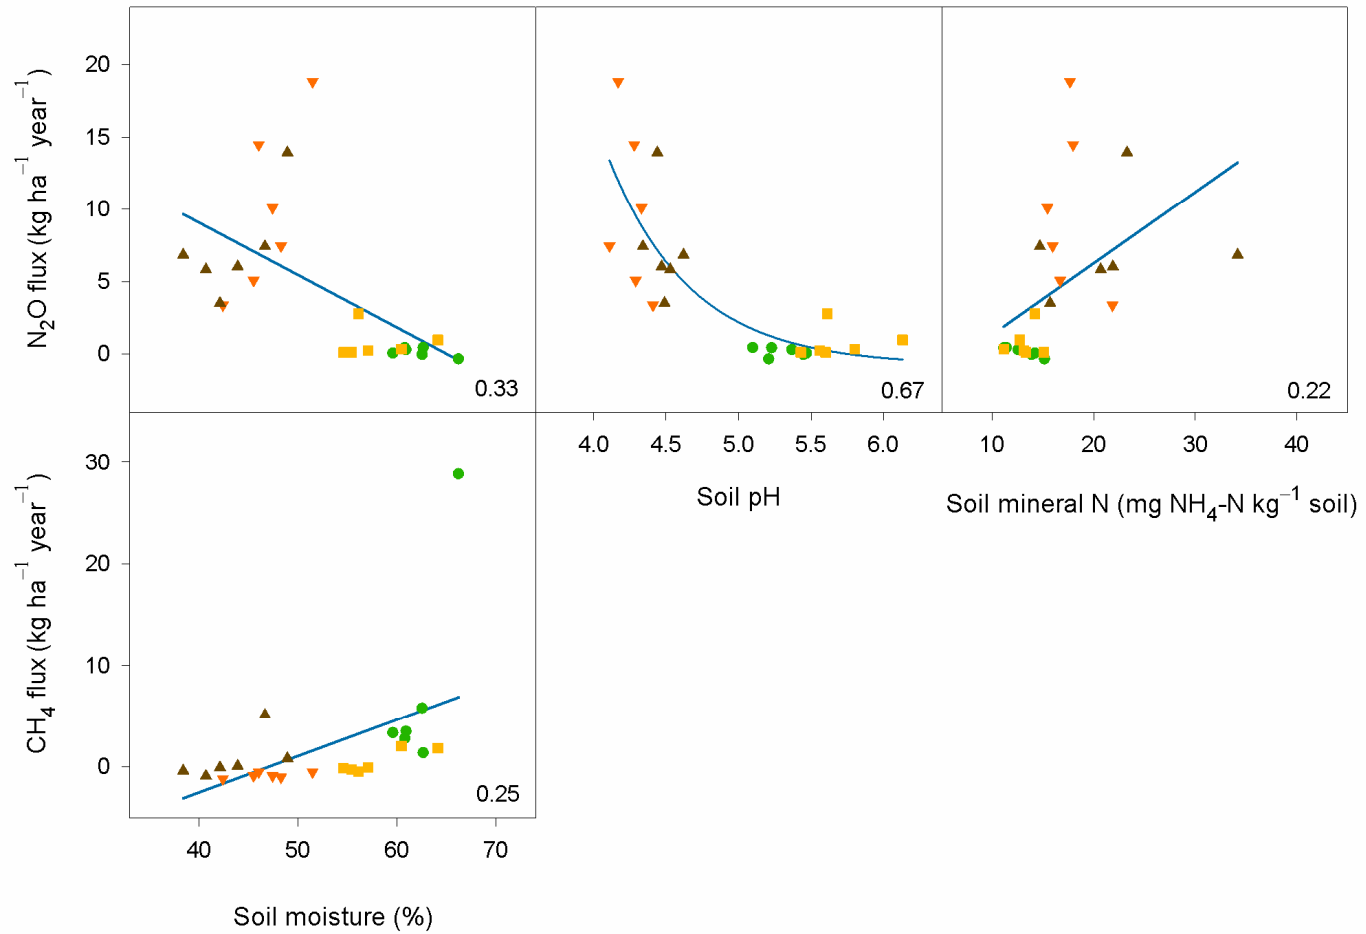 N₂O flux (kg ha⁻¹ year⁻¹)
20
15
10
5
0
0.33
0.67
0.22
4.0 4.5 5.0 5.5 6.0
10 20 30 40
Soil pH
Soil mineral N (mg NH₄-N kg⁻¹ soil)
CH₄ flux (kg ha⁻¹ year⁻¹)
30
20
10
0
0.25
40 50 60 70
Soil moisture (%)